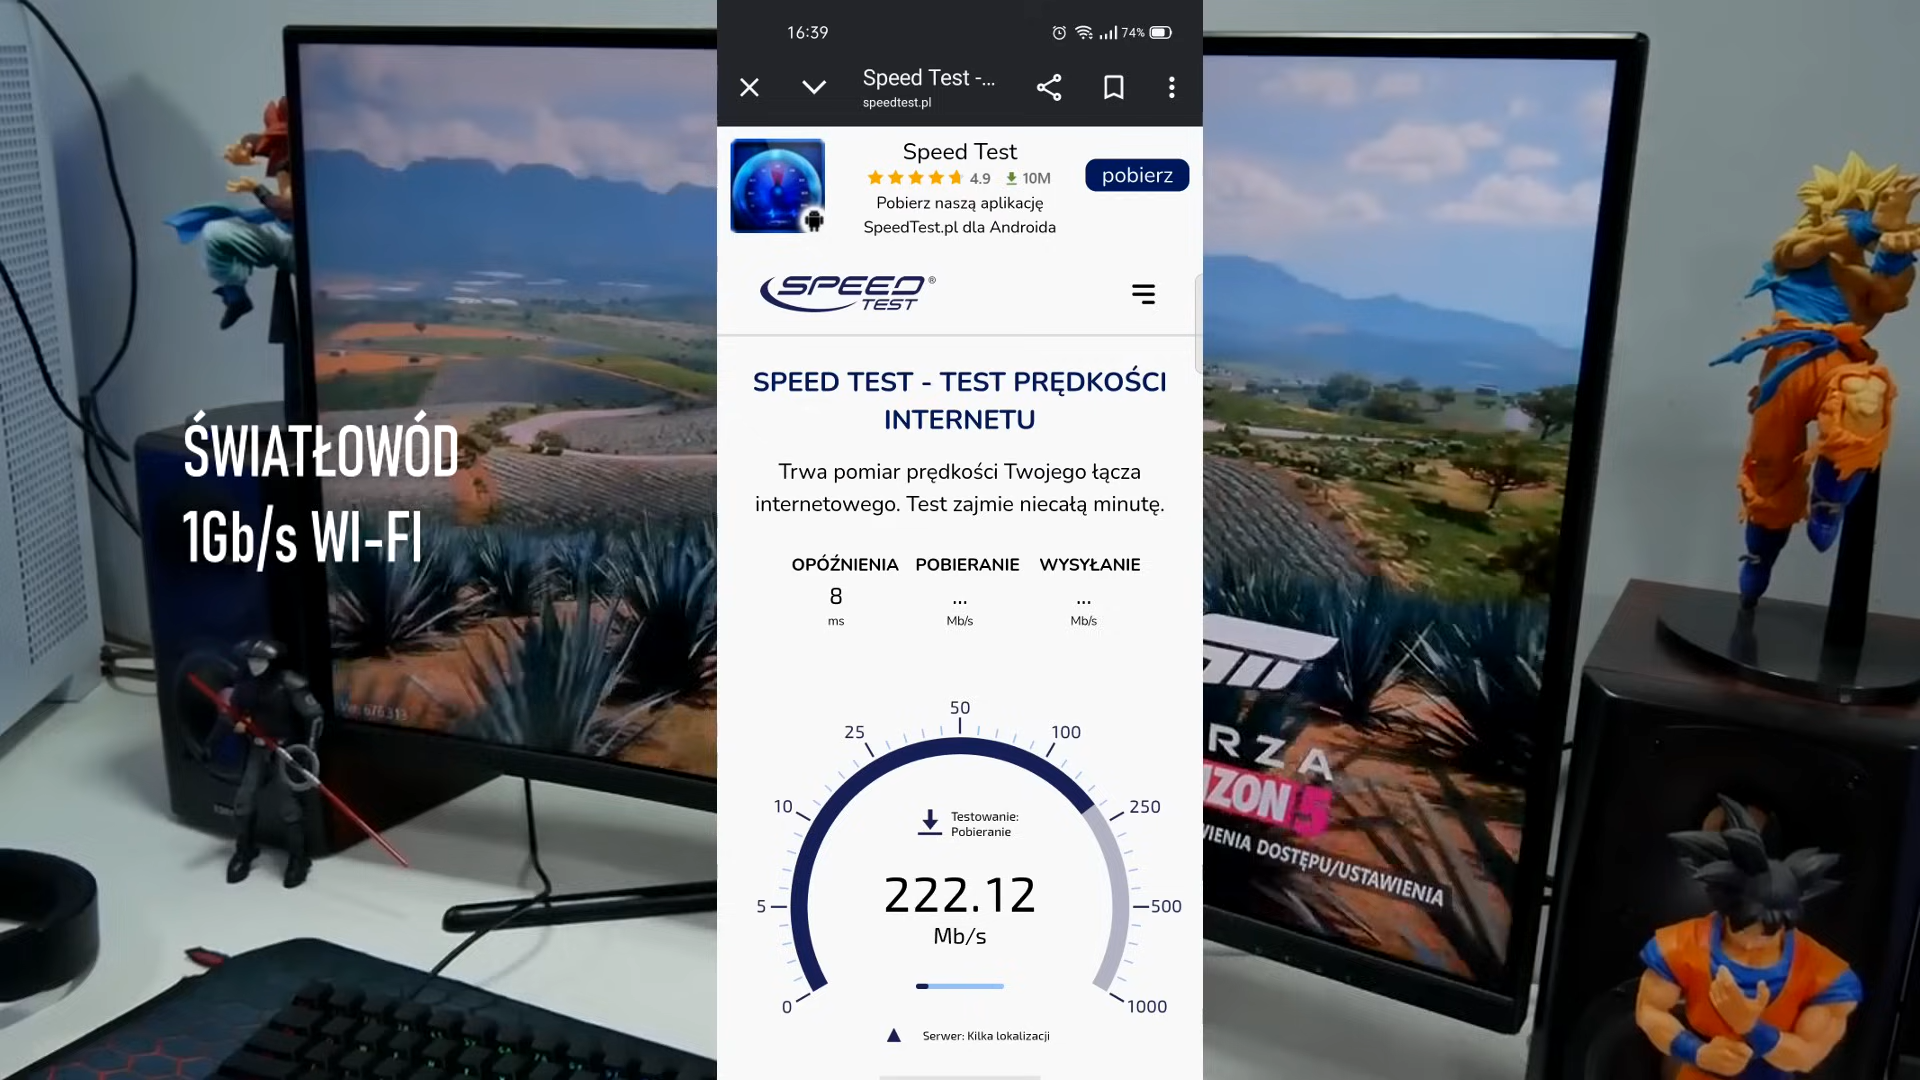 16:39
74%
Speed Test -...
speedtest.pl
Speed Test
4.9 10M
pobierz
Pobierz naszą aplikację
SpeedTest.pl dla Androida
SPEED®
TEST
SPEED TEST - TEST PRĘDKOŚCI
INTERNETU
Trwa pomiar prędkości Twojego łącza
internetowego. Test zajmie niecałą minutę.
OPÓŹNIENIA POBIERANIE WYSYŁANIE
8 ... ...
ms Mb/s Mb/s
50
25 100
10 250
Testowanie:
Pobieranie
222.12
5 500
Mb/s
0 1000
Serwer: Kilka lokalizacji
ŚWIATŁOWÓD
1Gb/s WI-FI
RZA
IZON 5
IENIA DOSTĘPU/USTAWIENIA